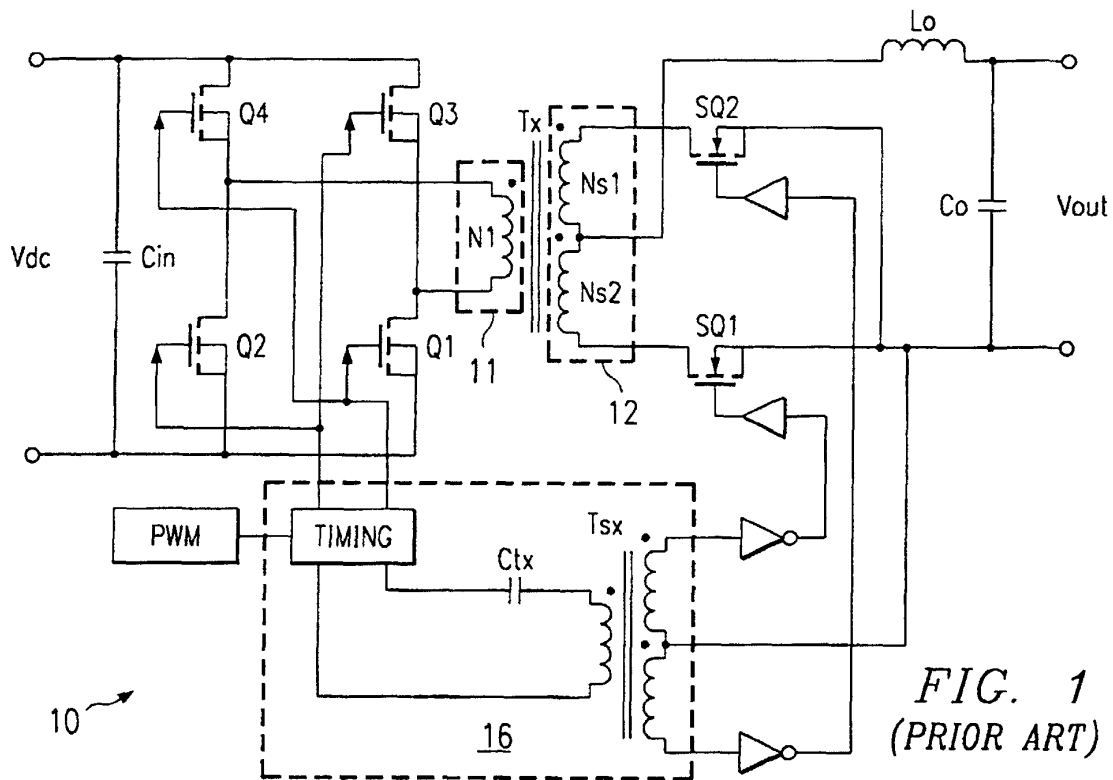 Lo
Q4
Q3
SQ2
Tx
Ns1
N1
Vdc
Cin
Co
Vout
Ns2
Q2
Q1
SQ1
11
12
PWM
TIMING
Tsx
Ctx
10
16
FIG. 1
(PRIOR ART)